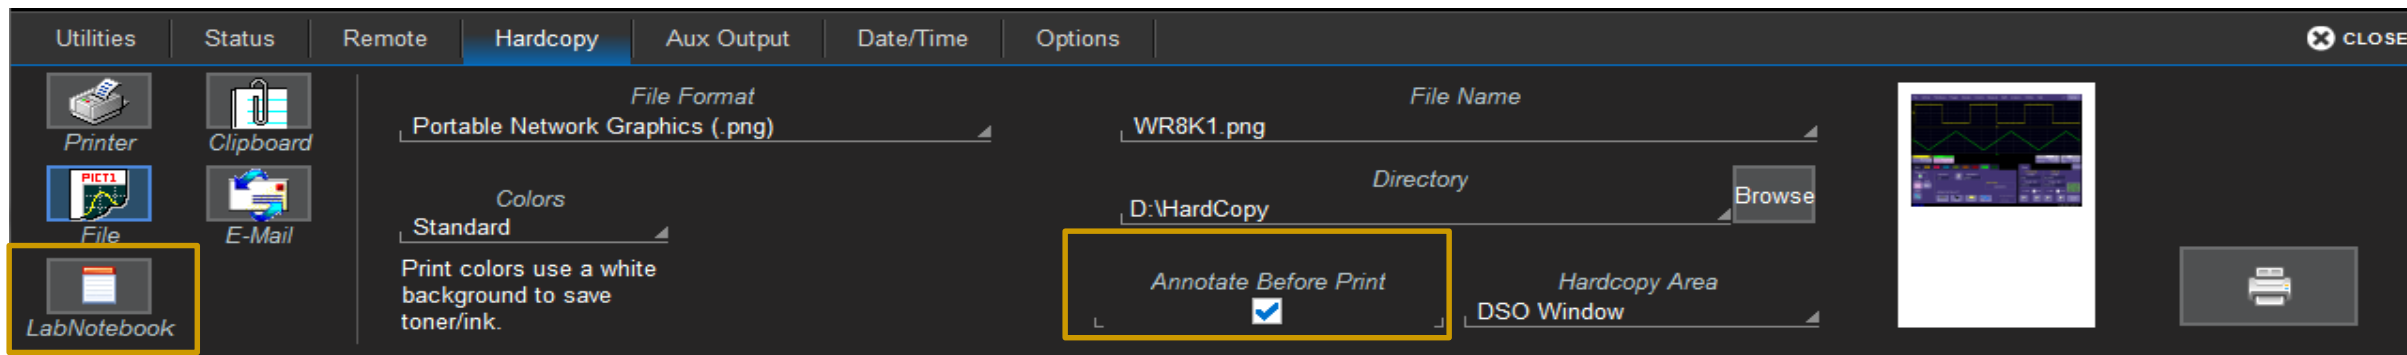 Utilities
Status
Remote
Hardcopy
Aux Output
Date/Time
Options
CLOSE
Printer
Clipboard
PICT1
File
E-Mail
LabNotebook
File Format
Portable Network Graphics (.png)
Colors
Standard
Print colors use a white
background to save
toner/ink.
File Name
WR8K1.png
Directory
D:\HardCopy
Browse
Annotate Before Print
Hardcopy Area
DSO Window